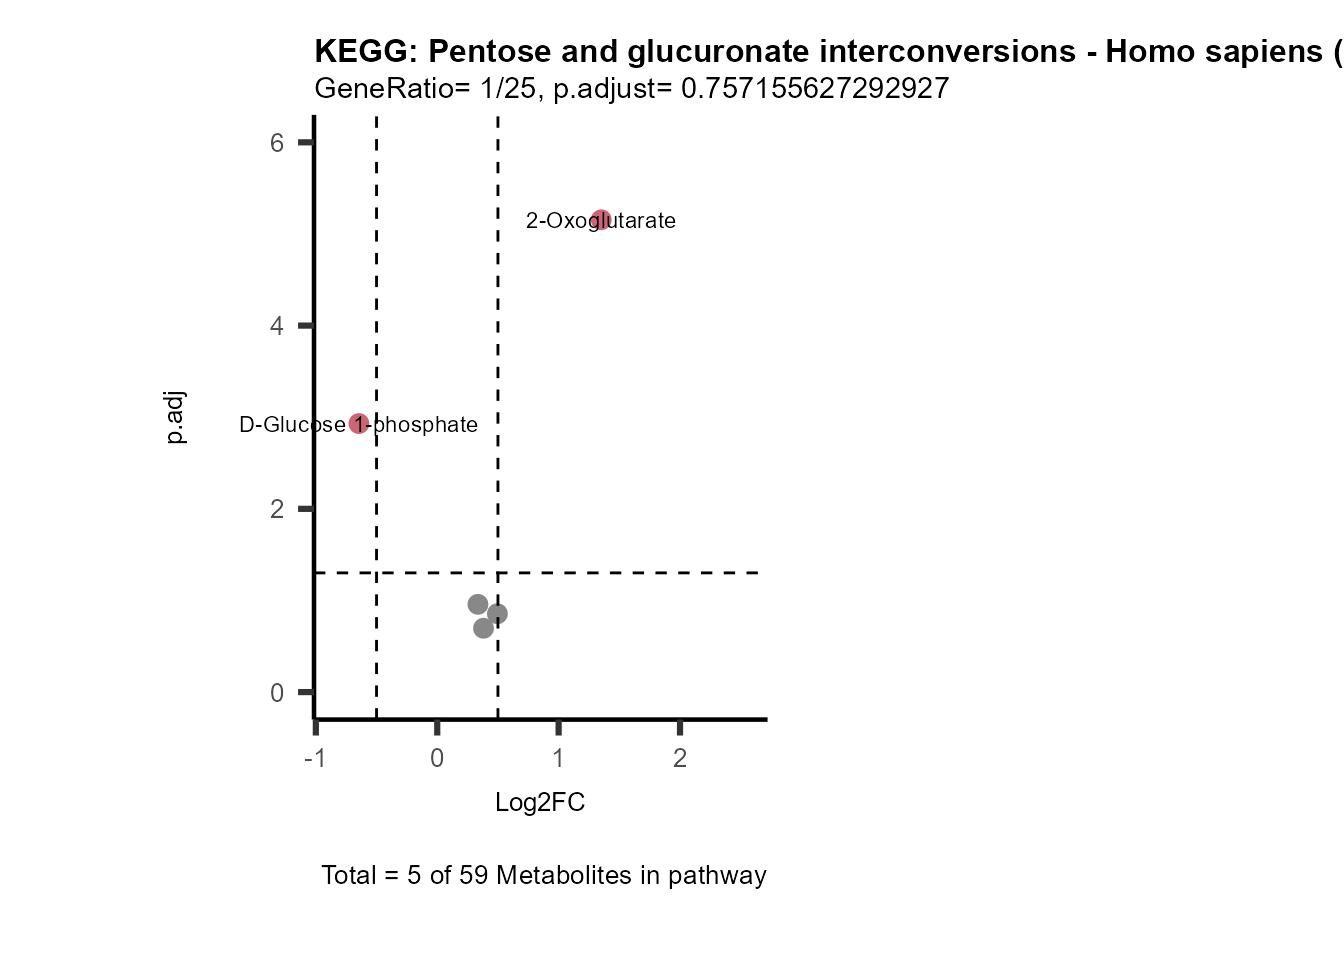 KEGG: Pentose and glucuronate interconversions - Homo sapiens (
GeneRatio= 1/25, p.adjust= 0.757155627292927
6
2-Oxoglutarate
4
p.adj
D-Glucose 1-phosphate
2
0
-1 0 1 2
Log2FC
Total = 5 of 59 Metabolites in pathway